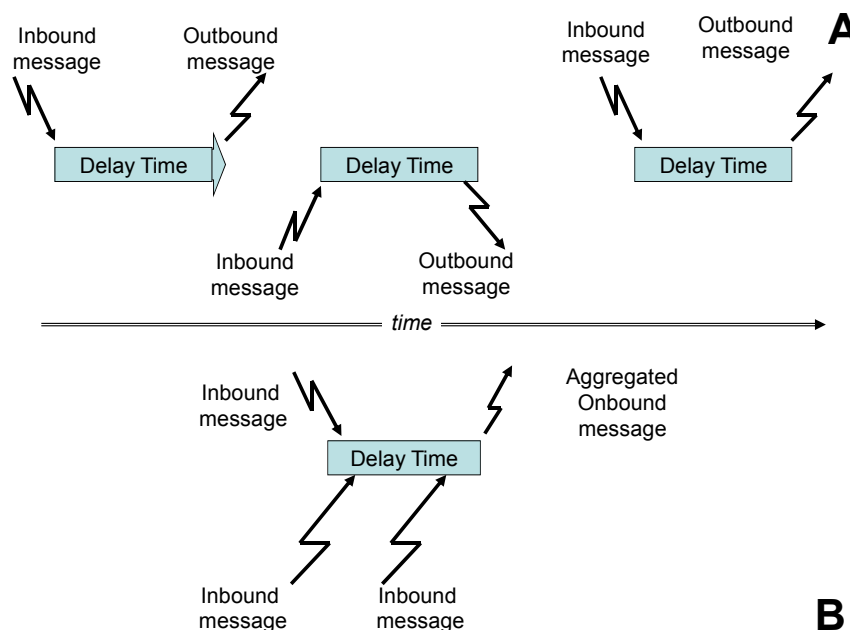 Inbound
message
Outbound
message
Inbound
message
Outbound
message
A
Delay Time
Delay Time
Delay Time
Inbound
message
Outbound
message
time
Inbound
message
Aggregated
Onbound
message
Delay Time
Inbound
message
Inbound
message
B